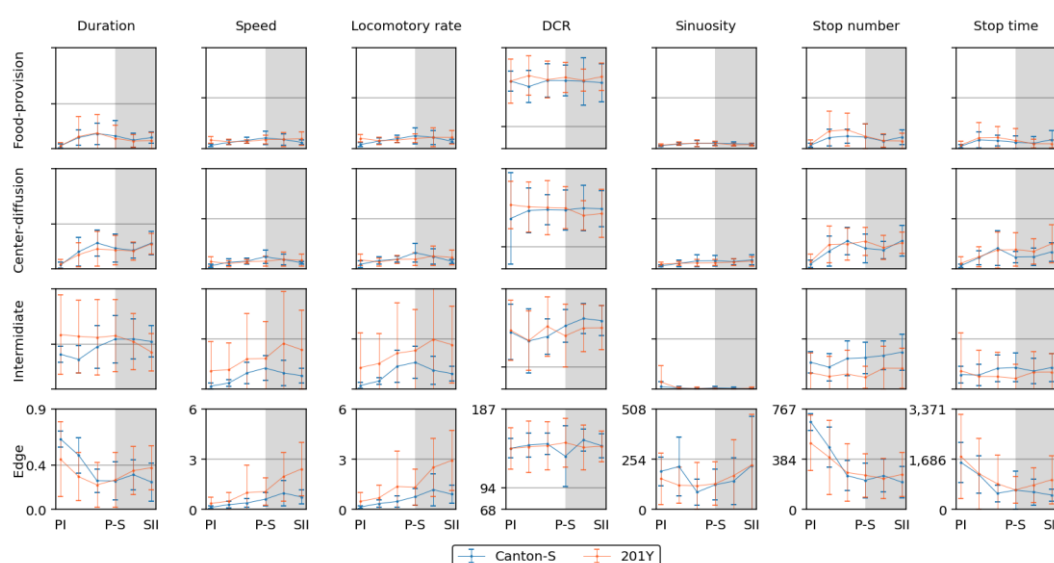 Duration Speed Locomotory rate DCR Sinuosity Stop number Stop time
Food-provision
Center-diffusion
Intermidiate
Edge
0.9 6 6 187 508 767 3,371
0.4 3 3 94 254 384 1,686
0.0 0 0 68 0 0 0
PI P-S SII PI P-S SII PI P-S SII PI P-S SII PI P-S SII PI P-S SII PI P-S SII
Canton-S 201Y